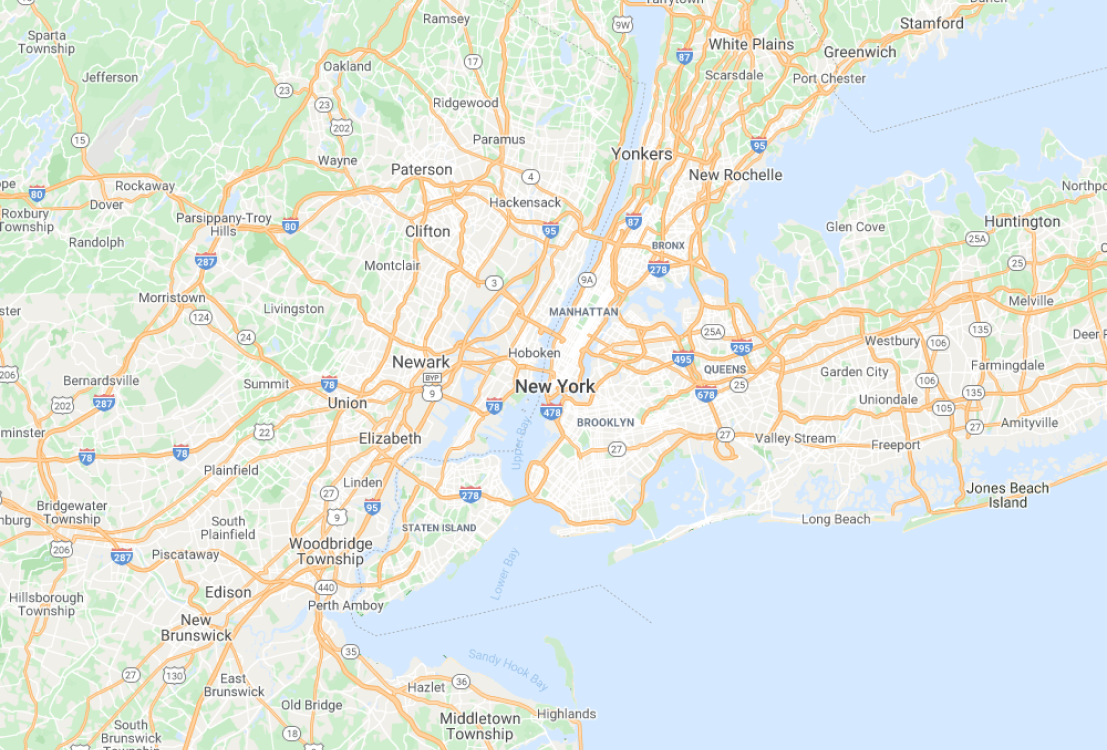 Sparta
Township
Ramsey
9W
Tarrytown
Darien
Stamford
White Plains
Greenwich
Oakland
17
87
Scarsdale
Port Chester
Jefferson
23
23
Ridgewood
202
15
Paramus
95
Yonkers
Wayne
Paterson
4
New Rochelle
80
Rockaway
Dover
Hackensack
Roxbury
Township
Parsippany-Troy
Hills
80
Clifton
95
87
BRONX
Glen Cove
Huntington
25A
Randolph
287
Montclair
278
25
3
9A
Morristown
Livingston
MANHATTAN
Melville
124
24
25A
135
106
Westbury
Hoboken
295
495
Newark
QUEENS
Garden City
135
206
Bernardsville
Summit
78
BYP
9
New York
25
106
678
Uniondale
202
287
Union
78
478
105
BROOKLYN
27
Amityville
22
Elizabeth
27
Valley Stream
Freeport
27
78
78
Upper Bay
Plainfield
Linden
27
278
95
Jones Beach
Island
Bridgewater
Township
9
South
Plainfield
STATEN ISLAND
Long Beach
206
287
Piscataway
Woodbridge
Township
Lower Bay
Edison
440
Hillsborough
Township
Perth Amboy
New
Brunswick
35
Sandy Hook Bay
27
130
East
Brunswick
Hazlet
36
Old Bridge
Middletown
Township
Highlands
South
Brunswick
Township
18